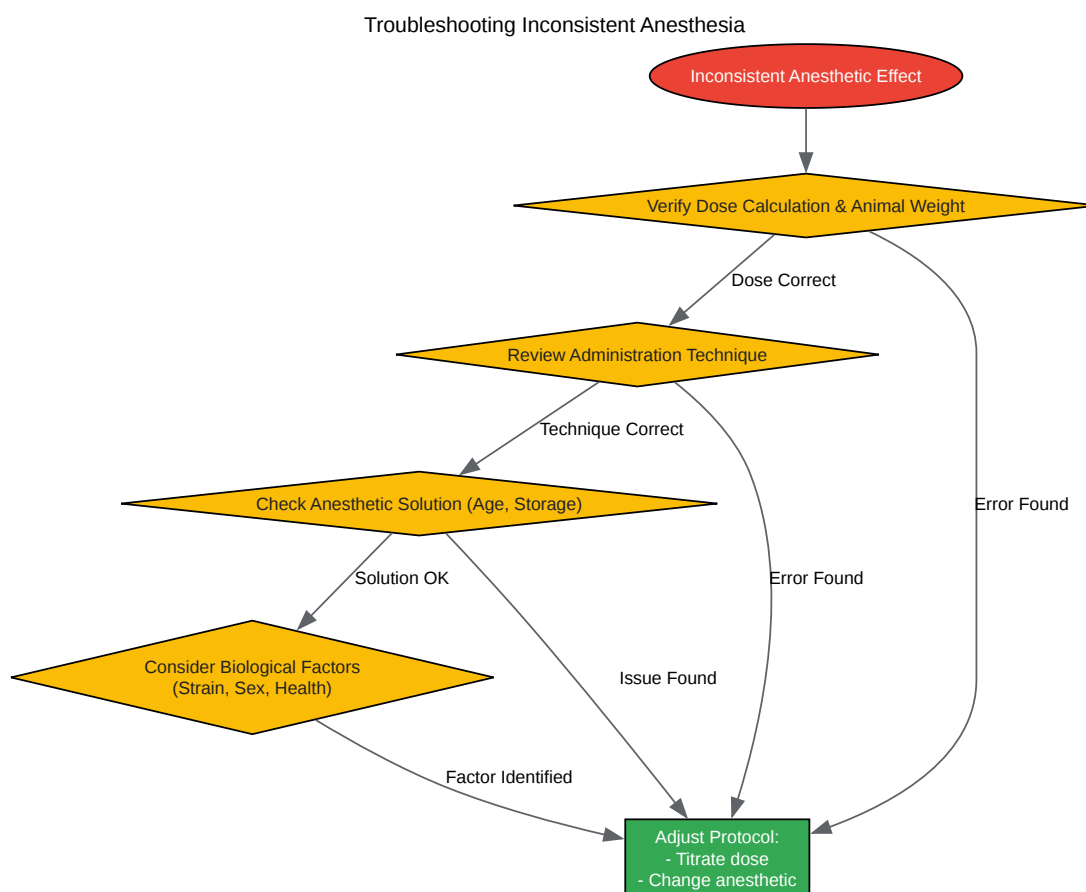 Troubleshooting Inconsistent Anesthesia
Inconsistent Anesthetic Effect
Verify Dose Calculation & Animal Weight
Dose Correct
Review Administration Technique
Technique Correct
Check Anesthetic Solution (Age, Storage)
Error Found
Solution OK
Error Found
Consider Biological Factors
(Strain, Sex, Health)
Issue Found
Factor Identified
Adjust Protocol:
- Titrate dose
- Change anesthetic